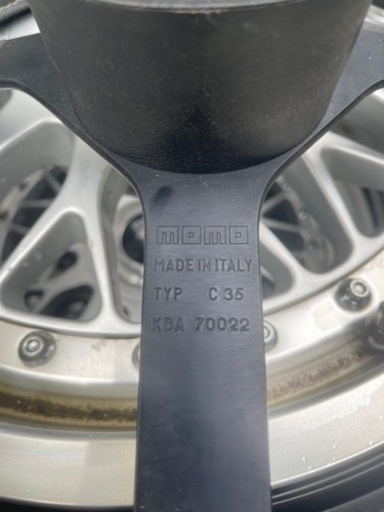 momo
MADE IN ITALY
TYP C 35
KBA 70022